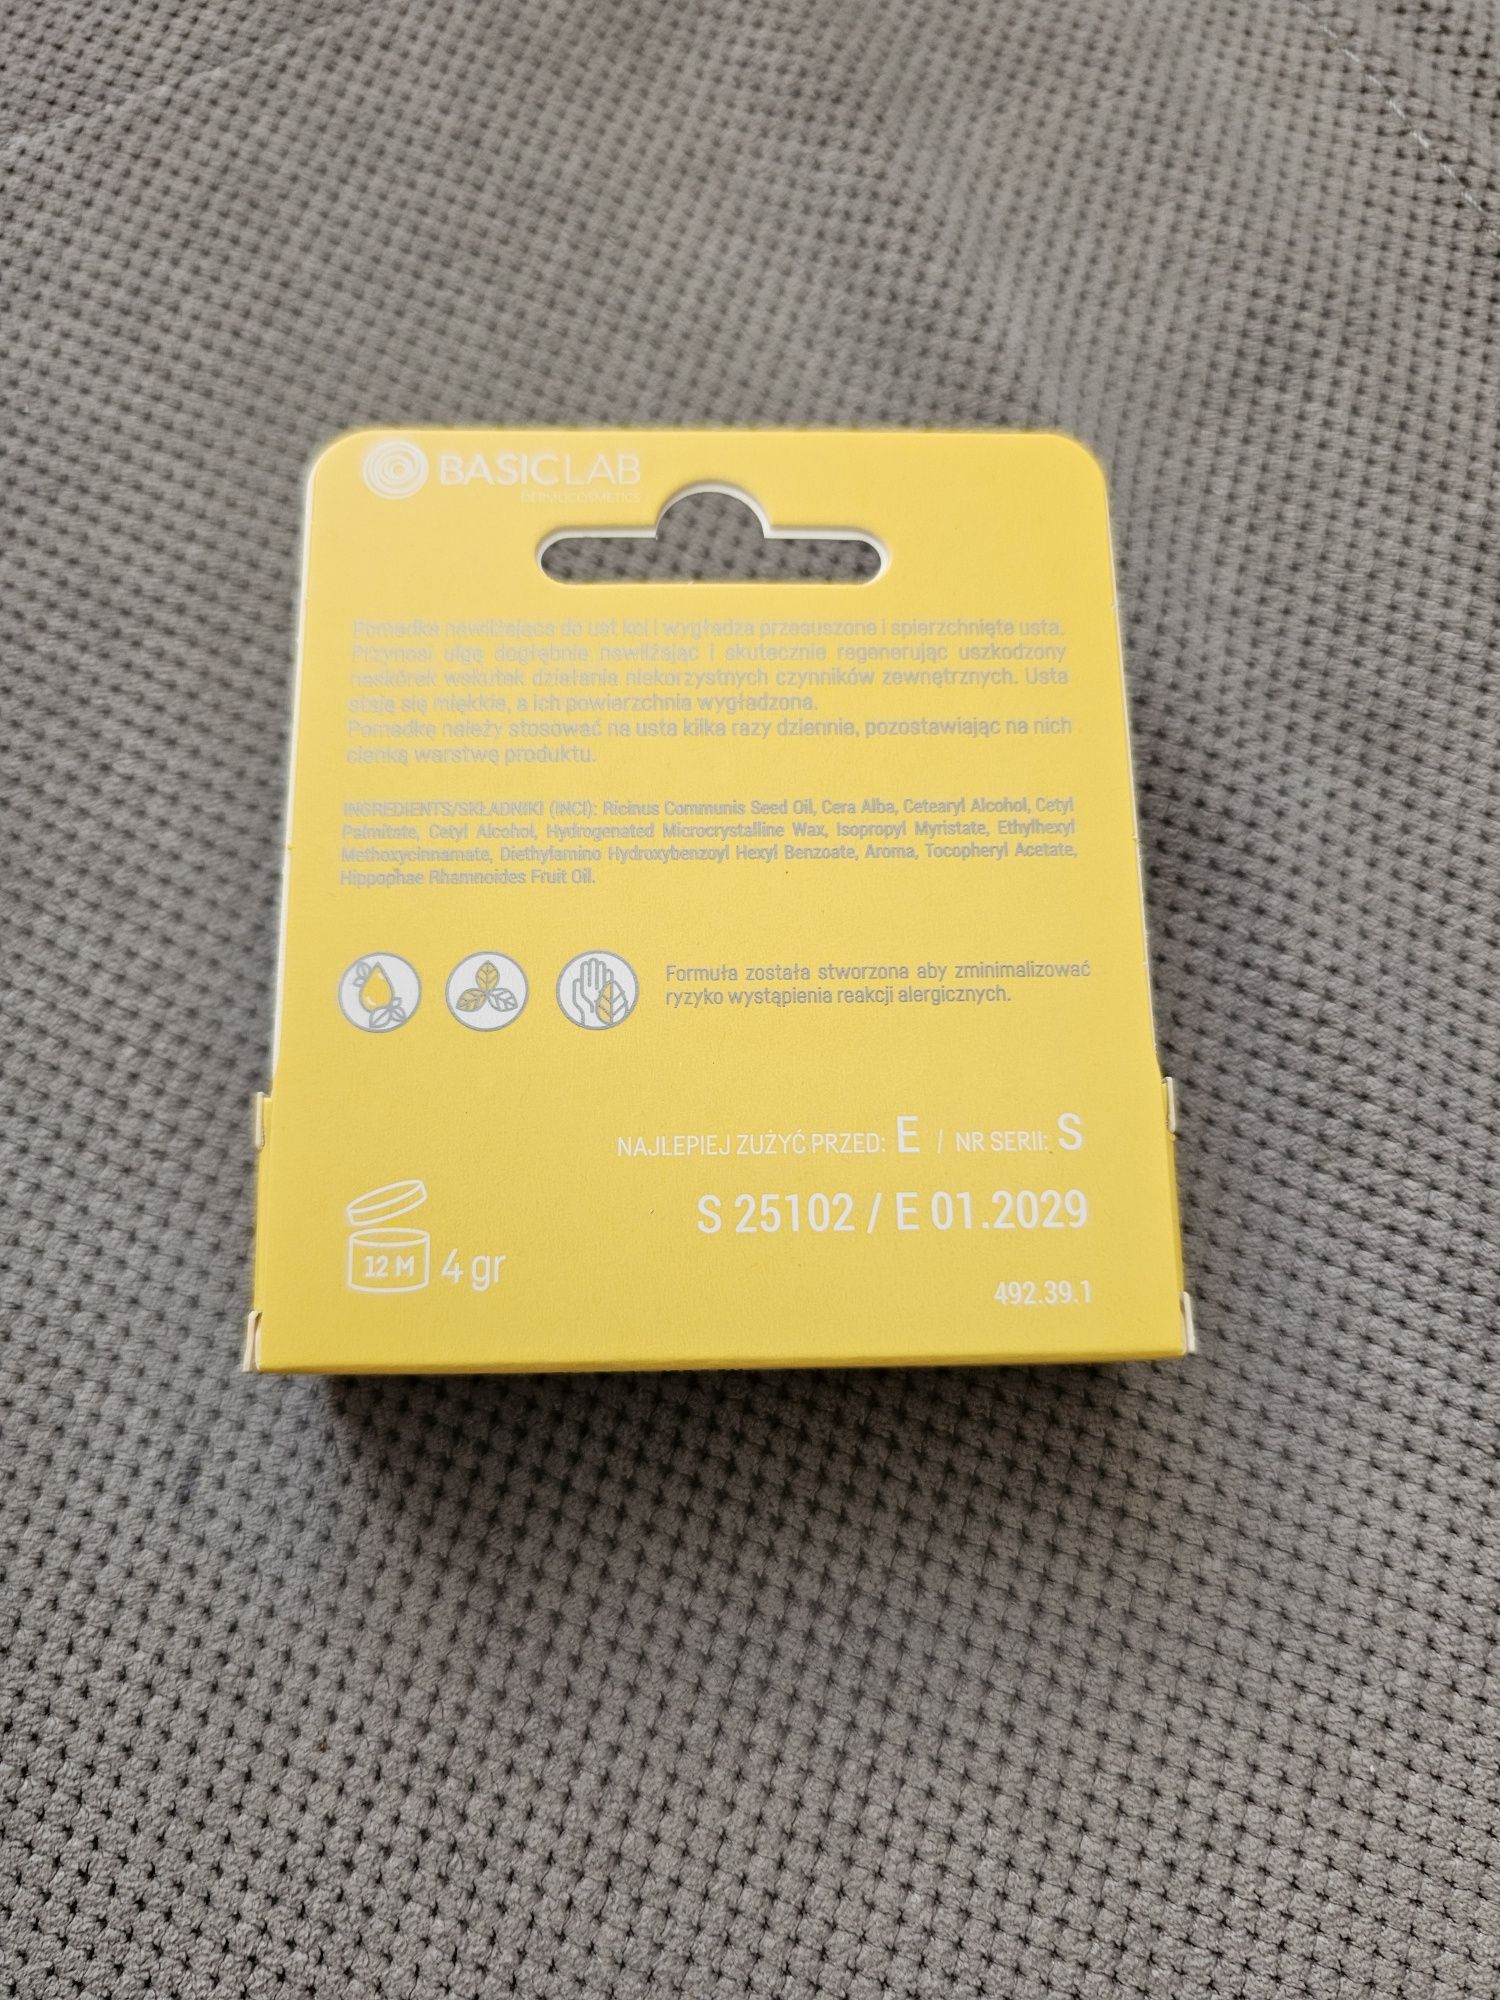 BASICLAB
DERMOCOSMETICS
Pomadka nawilżająca do ust koi i wygładza przesuszone i spierzchnięte usta.
Przynosi ulgę dogłębnie nawilżając i skutecznie regenerując uszkodzony
naskórek wskutek działania niekorzystnych czynników zewnętrznych. Usta
stają się miękkie, a ich powierzchnia wygładzona.
Pomadkę należy stosować na usta kilka razy dziennie, pozostawiając na nich
cienką warstwę produktu.
INGREDIENTS/SKŁADNIKI (INCI): Ricinus Communis Seed Oil, Cera Alba, Cetearyl Alcohol, Cetyl
Palmitate, Cetyl Alcohol, Hydrogenated Microcrystalline Wax, Isopropyl Myristate, Ethylhexyl
Methoxycinnamate, Diethylamino Hydroxybenzoyl Hexyl Benzoate, Aroma, Tocopheryl Acetate,
Hippophae Rhamnoides Fruit Oil.
Formuła została stworzona aby zminimalizować
ryzyko wystąpienia reakcji alergicznych.
NAJLEPIEJ ZUŻYĆ PRZED: E / NR SERII: S
S 25102 / E 01.2029
12 M 4 gr
492.39.1